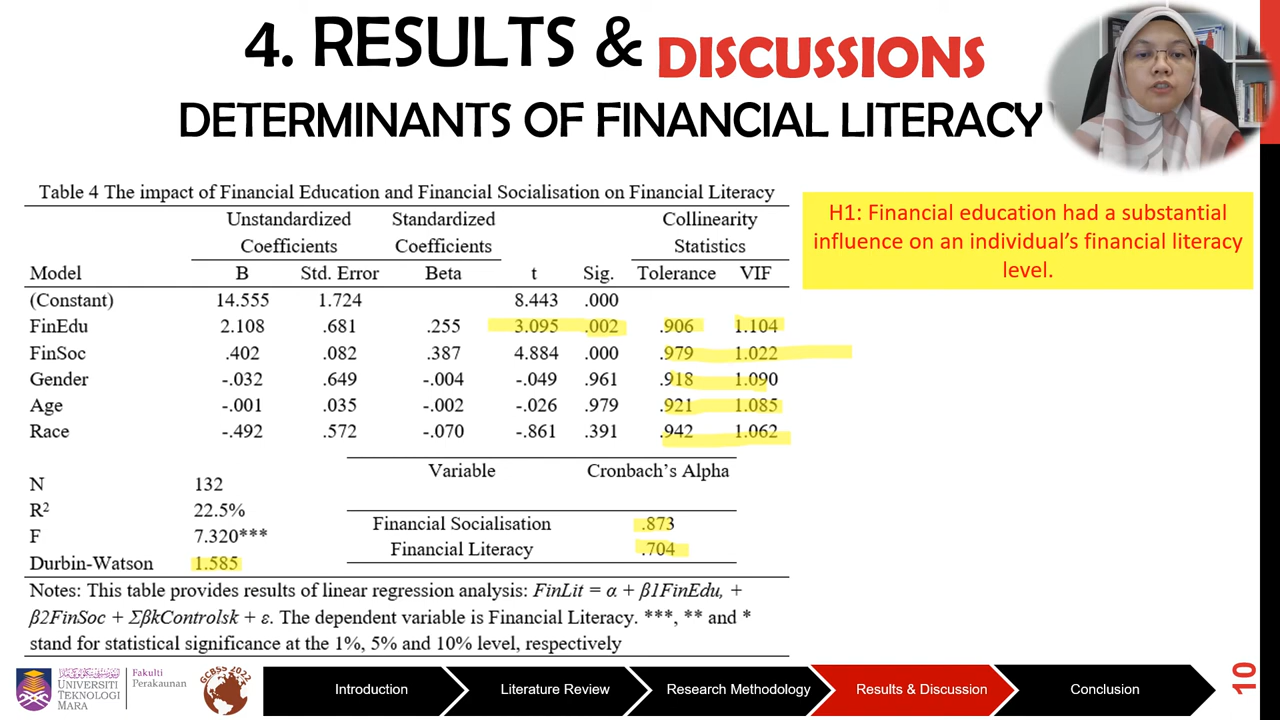 4. RESULTS & DISCUSSIONS
DETERMINANTS OF FINANCIAL LITERACY
Table 4 The impact of Financial Education and Financial Socialisation on Financial Literacy
Unstandardized Coefficients Standardized Coefficients Collinearity Statistics
Model B Std. Error Beta t Sig. Tolerance VIF
(Constant) 14.555 1.724 8.443 .000
FinEdu 2.108 .681 .255 3.095 .002 .906 1.104
FinSoc .402 .082 .387 4.884 .000 .979 1.022
Gender -.032 .649 -.004 -.049 .961 .918 1.090
Age -.001 .035 -.002 -.026 .979 .921 1.085
Race -.492 .572 -.070 -.861 .391 .942 1.062
Variable Cronbach's Alpha
N 132
R² 22.5%
Financial Socialisation .873
F 7.320***
Financial Literacy .704
Durbin-Watson 1.585
Notes: This table provides results of linear regression analysis: FinLit = α + β1FinEdu, +
β2FinSoc + ΣβkControlsk + ε. The dependent variable is Financial Literacy. ***, ** and *
stand for statistical significance at the 1%, 5% and 10% level, respectively
H1: Financial education had a substantial
influence on an individual's financial literacy
level.
UNIVERSITI
TEKNOLOGI
MARA
Fakulti
Perakaunan
GCBSS 2022
Introduction
Literature Review
Research Methodology
Results & Discussion
Conclusion
10